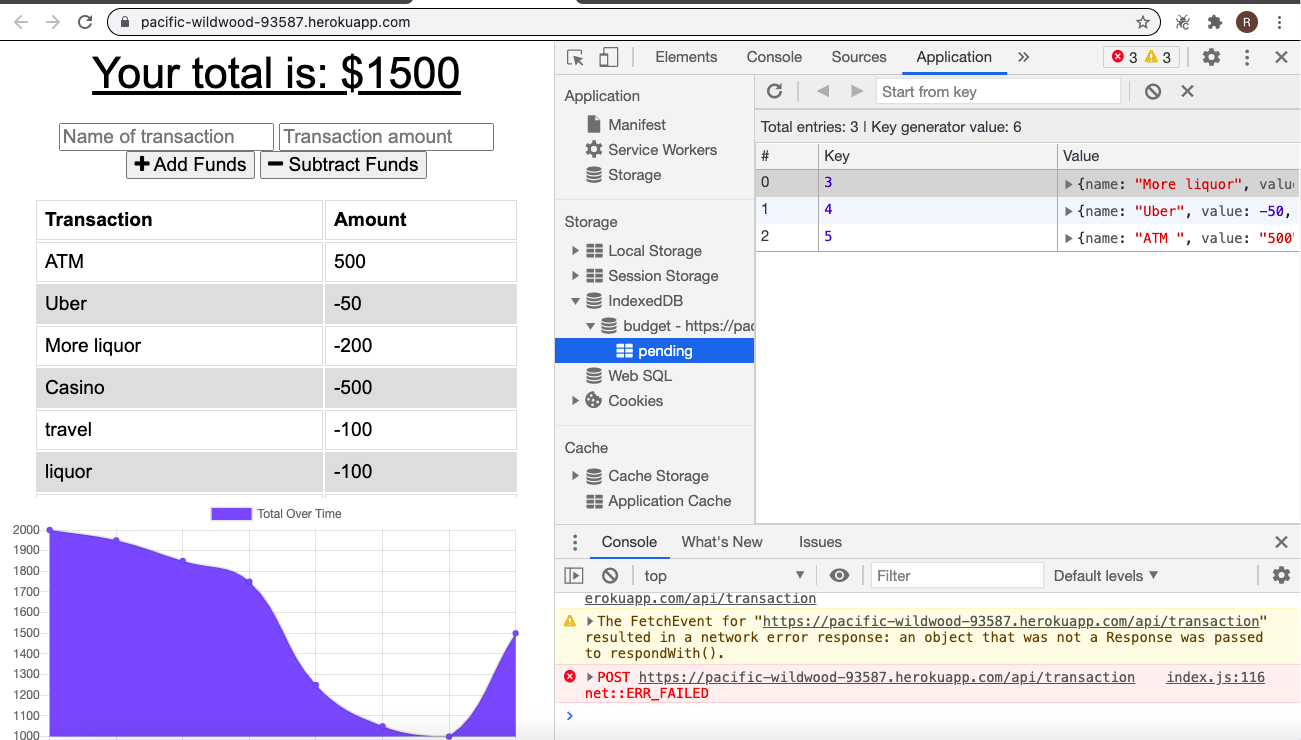 pacific-wildwood-93587.herokuapp.com
R
Your total is: $1500
Name of transaction Transaction amount
Add Funds Subtract Funds
Transaction Amount
ATM 500
Uber -50
More liquor -200
Casino -500
travel -100
liquor -100
Total Over Time
2000
1900
1800
1700
1600
1500
1400
1300
1200
1100
1000
Elements Console Sources Application » 3 3
Application
Manifest
Service Workers
Storage
Storage
Local Storage
Session Storage
IndexedDB
budget - https://pac
pending
Web SQL
Cookies
Cache
Cache Storage
Application Cache
Start from key
Total entries: 3 | Key generator value: 6
# Key Value
0 3 {name: "More liquor", valu
1 4 {name: "Uber", value: -50,
2 5 {name: "ATM ", value: "500"
Console What's New Issues
top Filter Default levels
erokuapp.com/api/transaction
The FetchEvent for "https://pacific-wildwood-93587.herokuapp.com/api/transaction"
resulted in a network error response: an object that was not a Response was passed
to respondWith().
POST https://pacific-wildwood-93587.herokuapp.com/api/transaction index.js:116
net::ERR_FAILED